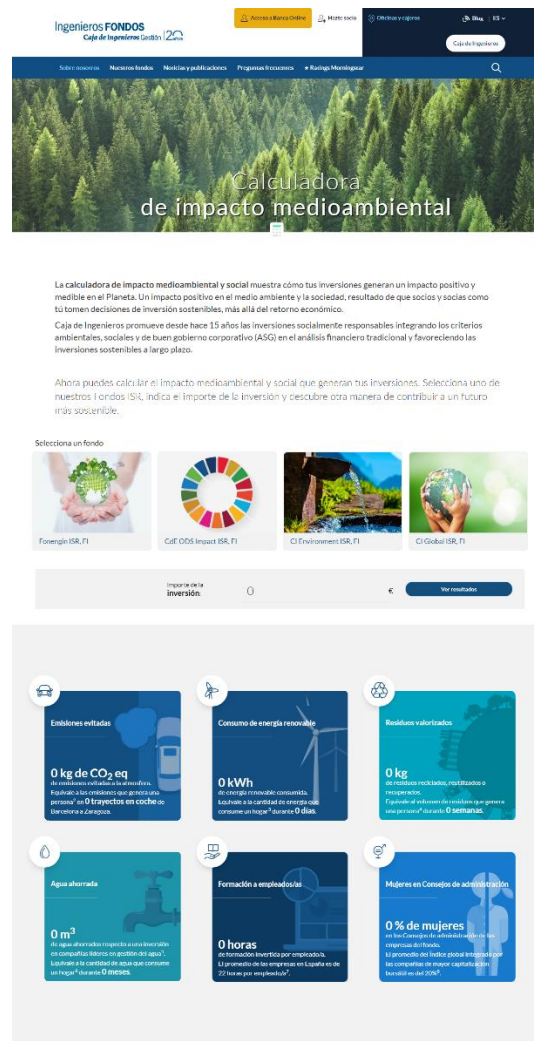 Ingenieros FONDOS
Caja de Ingenieros Gestión | 20
Acceso a Banca Online
Hazte socio
Oficinas y cajeros
Blog | ES
Caja de Ingenieros
Sobre nosotros Nuestros fondos Noticias y publicaciones Preguntas frecuentes ★ Ratings Morningstar
Calculadora
de impacto medioambiental
La calculadora de impacto medioambiental y social muestra cómo tus inversiones generan un impacto positivo y
medible en el Planeta. Un impacto positivo en el medio ambiente y la sociedad, resultado de que socios y socias como
tú tomen decisiones de inversión sostenibles, más allá del retorno económico.
Caja de Ingenieros promueve desde hace 15 años las inversiones socialmente responsables integrando los criterios
ambientales, sociales y de buen gobierno corporativo (ASG) en el análisis financiero tradicional y favoreciendo las
inversiones sostenibles a largo plazo.
Ahora puedes calcular el impacto medioambiental y social que generan tus inversiones. Selecciona uno de
nuestros Fondos ISR, indica el importe de la inversión y descubre otra manera de contribuir a un futuro
más sostenible.
Selecciona un fondo
Fonengin ISR, FI
CdE ODS Impact ISR, FI
CI Environment ISR, FI
CI Global ISR, FI
Importe de la
inversión:
0
€
Ver resultados
Emisiones evitadas
0 kg de CO₂ eq
de emisiones evitadas a la atmósfera.
Equivale a las emisiones que genera una
persona² en 0 trayectos en coche de
Barcelona a Zaragoza.
Consumo de energía renovable
0 kWh
de energía renovable consumida.
Equivale a la cantidad de energía que
consume un hogar³ durante 0 días.
Residuos valorizados
0 kg
de residuos reciclados, reutilizados o
recuperados.
Equivale al volumen de residuos que genera
una persona⁴ durante 0 semanas.
Agua ahorrada
0 m³
de agua ahorrados respecto a una inversión
en compañías líderes en gestión del agua⁵.
Equivale a la cantidad de agua que consume
un hogar⁶ durante 0 meses.
Formación a empleados/as
0 horas
de formación invertida por empleado/a.
El promedio de las empresas en España es de
22 horas por empleado/a⁷.
Mujeres en Consejos de administración
0 % de mujeres
en los Consejos de administración de las
empresas del fondo.
El promedio del Índice global integrado por
las compañías de mayor capitalización
bursátil es del 20%⁸.